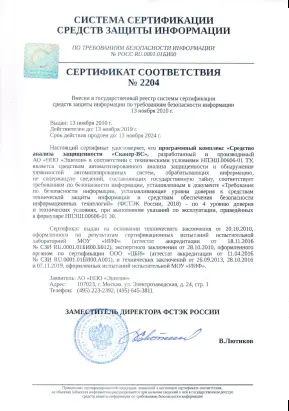 СИСТЕМА СЕРТИФИКАЦИИ
СРЕДСТВ ЗАЩИТЫ ИНФОРМАЦИИ
ПО ТРЕБОВАНИЯМ БЕЗОПАСНОСТИ ИНФОРМАЦИИ
№ РОСС RU.0001.01БИ00
СЕРТИФИКАТ СООТВЕТСТВИЯ
№ 2204
Внесен в государственный реестр системы сертификации
средств защиты информации по требованиям безопасности информации
13 ноября 2010 г.
Выдан: 13 ноября 2010 г.
Действителен до: 13 ноября 2019 г.
Срок действия продлен до: 13 ноября 2024 г.
Настоящий сертификат удостоверяет, что программный комплекс «Средство
анализа защищенности «Сканер-ВС», разработанный и производимый
АО «НПО «Эшелон» в соответствии с техническими условиями НПЭШ.00606-01 ТУ,
является средством автоматизированного анализа защищенности и обнаружения
уязвимостей автоматизированных систем, обрабатывающих информацию,
не содержащую сведений, составляющих государственную тайну, соответствует
требованиям по безопасности информации, установленным в документе «Требования
по безопасности информации, устанавливающие уровни доверия к средствам
технической защиты информации и средствам обеспечения безопасности
информационных технологий» (ФСТЭК России, 2018) - по 4 уровню доверия
и технических условиях, при выполнении указаний по эксплуатации, приведенных
в формуляре НПЭШ.00606-01 30.
Сертификат выдан на основании технического заключения от 20.10.2010,
оформленного по результатам сертификационных испытаний испытательной
лабораторией МОУ «ИИФ» (аттестат аккредитации от 18.11.2016
№ СЗИ RU.0001.01БИ00.), экспертного заключения от 28.10.2010, оформленного
органом по сертификации ООО «ЦБИ» (аттестат аккредитации от 11.04.2016
№ СЗИ RU.0001.01БИ00.А001), и технических заключений от 26.09.2013, 28.10.2016
и 07.11.2019, оформленных испытательной лабораторией МОУ «ИИФ».
Заявитель: АО «НПО «Эшелон»
Адрес: 107023, г. Москва, ул. Электрозаводская, д. 24, стр. 1
Телефон: (495) 223-2392, (495) 645-3811
ЗАМЕСТИТЕЛЬ ДИРЕКТОРА ФСТЭК РОССИИ
В.Лютиков